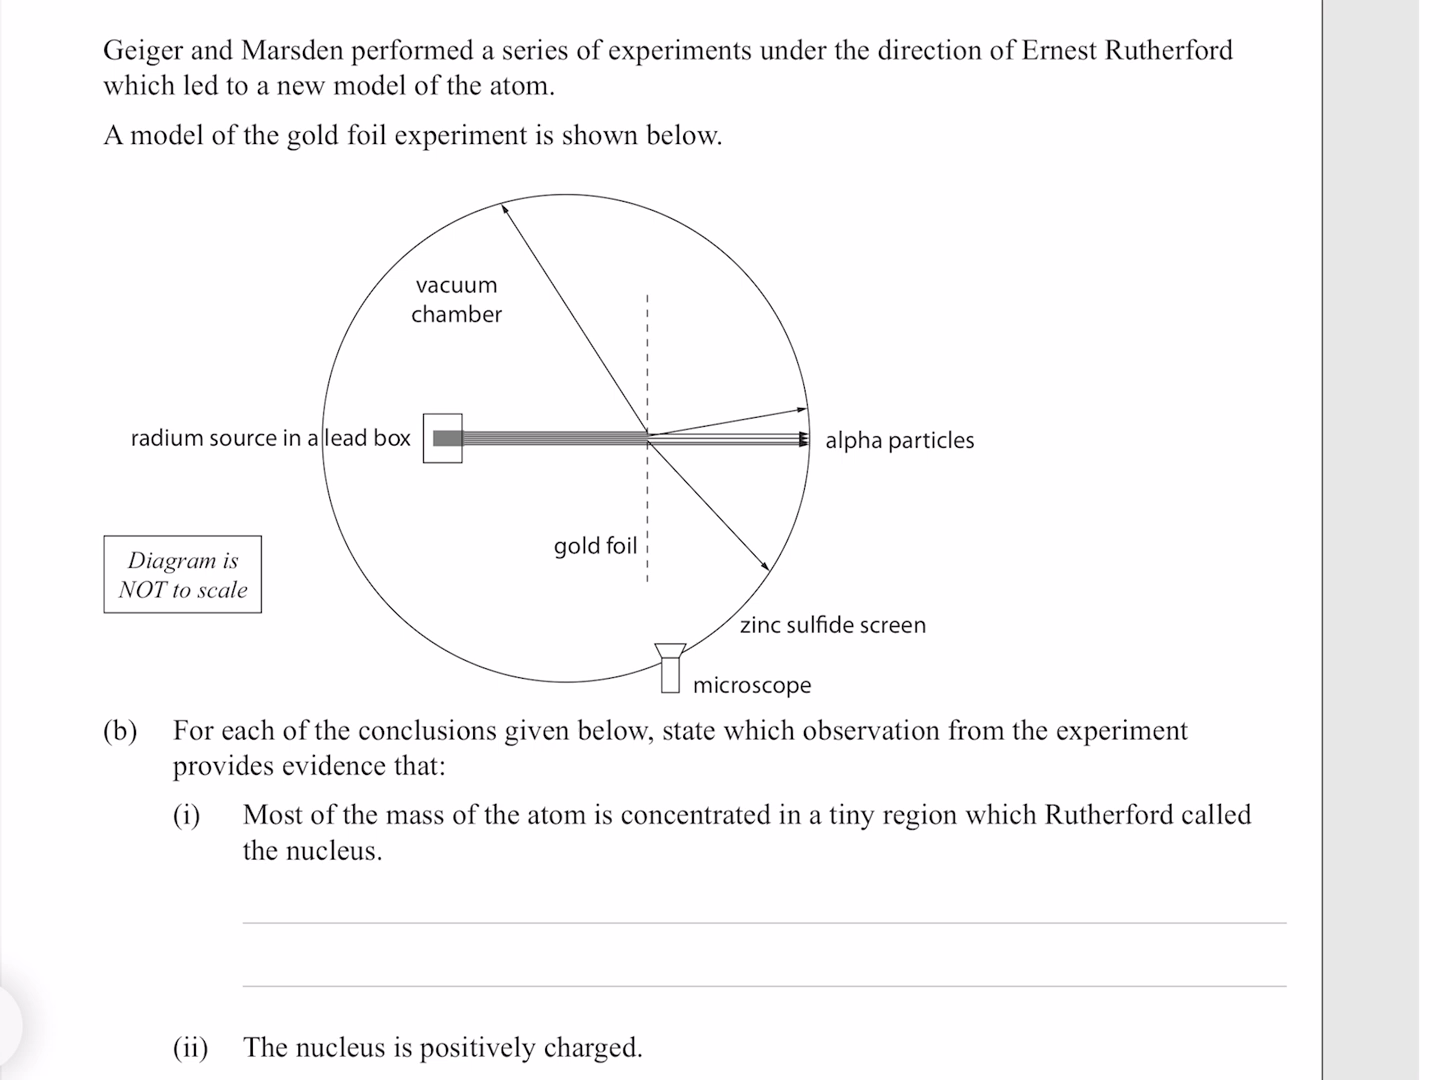 Geiger and Marsden performed a series of experiments under the direction of Ernest Rutherford
which led to a new model of the atom.
A model of the gold foil experiment is shown below.
vacuum
chamber
radium source in a lead box
alpha particles
gold foil
Diagram is
NOT to scale
zinc sulfide screen
microscope
(b) For each of the conclusions given below, state which observation from the experiment
provides evidence that:
(i) Most of the mass of the atom is concentrated in a tiny region which Rutherford called
the nucleus.
(ii) The nucleus is positively charged.